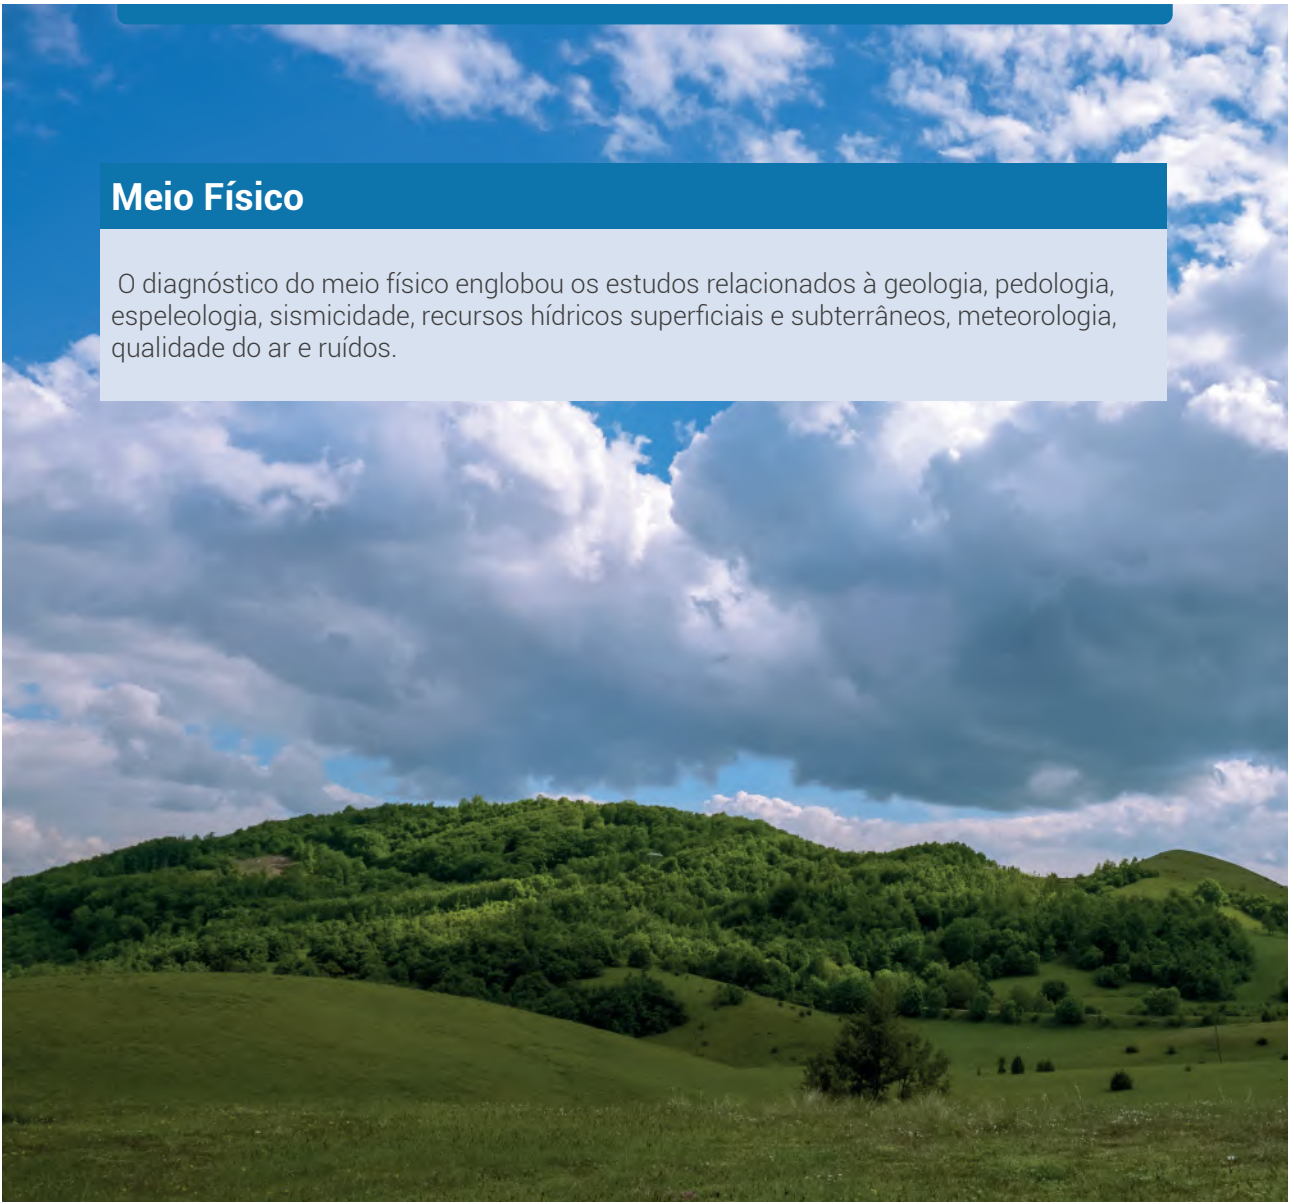 Meio Físico
O diagnóstico do meio físico englobou os estudos relacionados à geologia, pedologia,
espeleologia, sismicidade, recursos hídricos superficiais e subterrâneos, meteorologia,
qualidade do ar e ruídos.